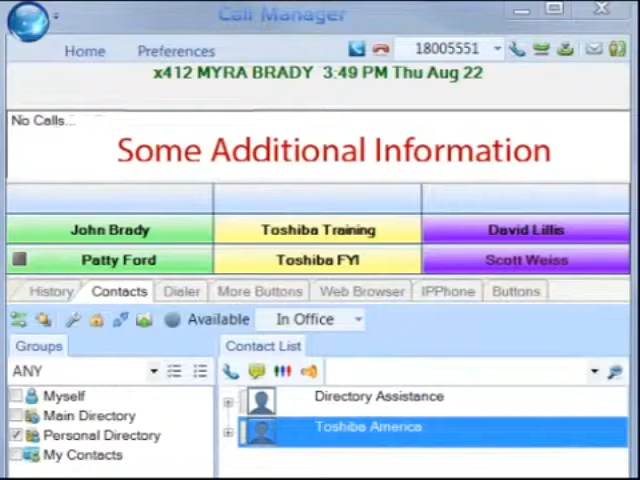 Call Manager
Home Preferences 18005551
x412 MYRA BRADY 3:49 PM Thu Aug 22
No Calls...
Some Additional Information
John Brady Toshiba Training David Lillis
Patty Ford Toshiba FYI Scott Weiss
History Contacts Dialer More Buttons Web Browser IPPhone Buttons
Available In Office
Groups Contact List
ANY
Myself Directory Assistance
Main Directory
Personal Directory Toshiba America
My Contacts